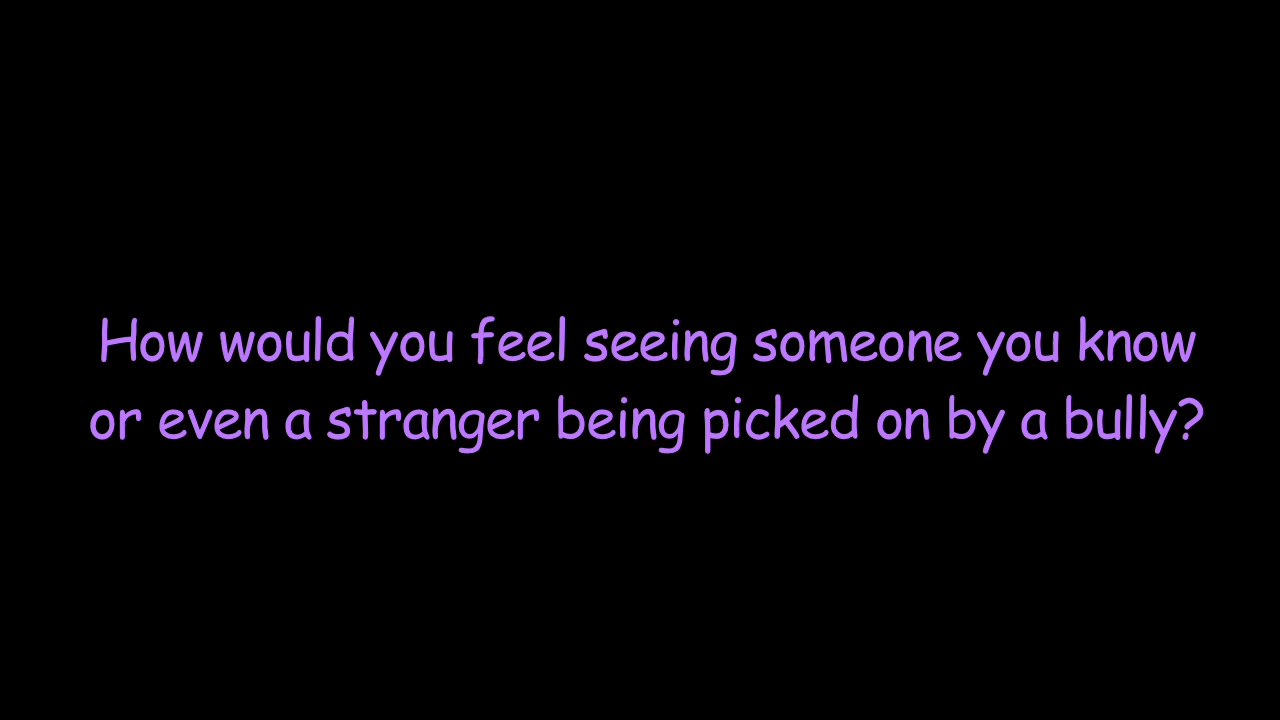 How would you feel seeing someone you know
or even a stranger being picked on by a bully?